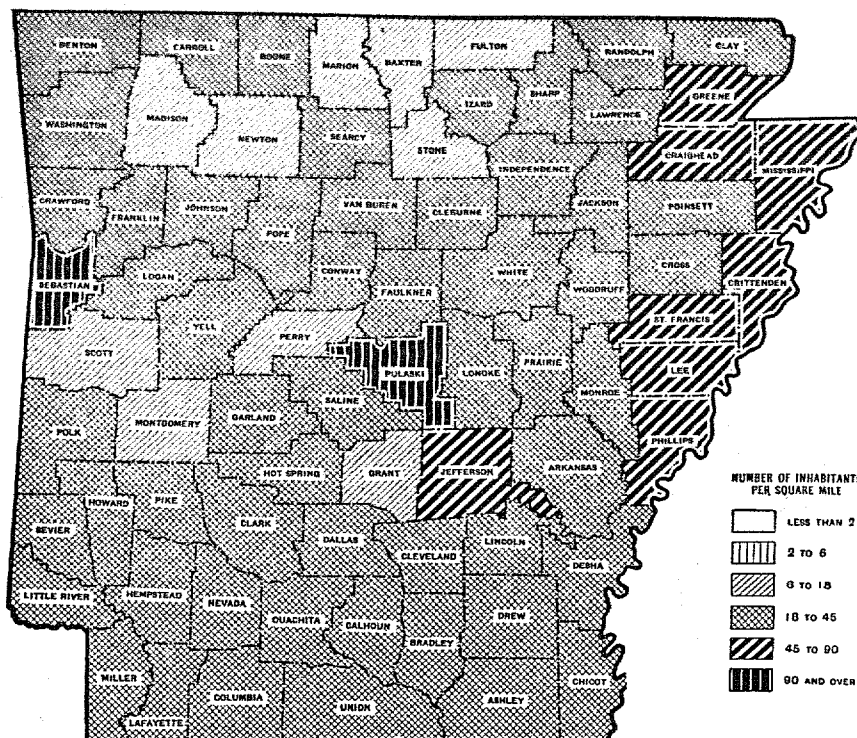 BENTON
CARROLL
BOONE
MARION
BAXTER
FULTON
RANDOLPH
CLAY
SHARP
IZARD
GREENE
LAWRENCE
WASHINGTON
MADISON
NEWTON
SEARCY
STONE
CRAIGHEAD
MISSISSIPPI
INDEPENDENCE
CRAWFORD
FRANKLIN
JOHNSON
VAN BUREN
CLEBURNE
JACKSON
POINSETT
POPE
SEBASTIAN
LOGAN
CONWAY
WHITE
CROSS
CRITTENDEN
FAULKNER
WOODRUFF
ST. FRANCIS
YELL
PERRY
SCOTT
PULASKI
LONOKE
PRAIRIE
LEE
MONROE
SALINE
POLK
MONTGOMERY
GARLAND
PHILLIPS
HOT SPRING
GRANT
JEFFERSON
ARKANSAS
HOWARD
PIKE
SEVIER
CLARK
DALLAS
CLEVELAND
LINCOLN
DESHA
LITTLE RIVER
HEMPSTEAD
NEVADA
OUACHITA
CALHOUN
DREW
BRADLEY
MILLER
LAFAYETTE
COLUMBIA
UNION
ASHLEY
CHICOT
NUMBER OF INHABITANT
PER SQUARE MILE
LESS THAN 2
2 TO 6
6 TO 18
18 TO 45
45 TO 90
90 AND OVER